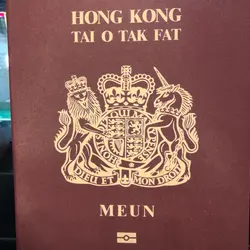 HONG KONG
TAI O TAK FAT
DIEU ET MON DROIT
MEUN